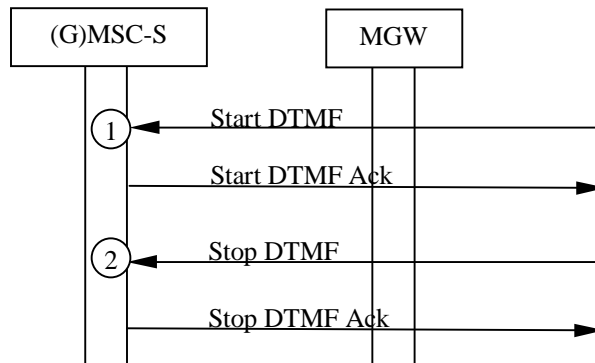 (G)MSC-S
MGW
1
Start DTMF
Start DTMF Ack
2
Stop DTMF
Stop DTMF Ack